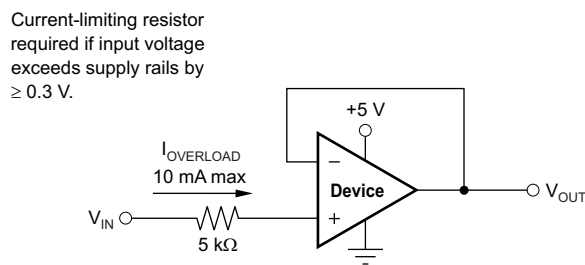 Current-limiting resistor
required if input voltage
exceeds supply rails by
≥ 0.3 V.
+5 V
I_OVERLOAD
10 mA max
−
Device
V_OUT
V_IN
+
5 kΩ